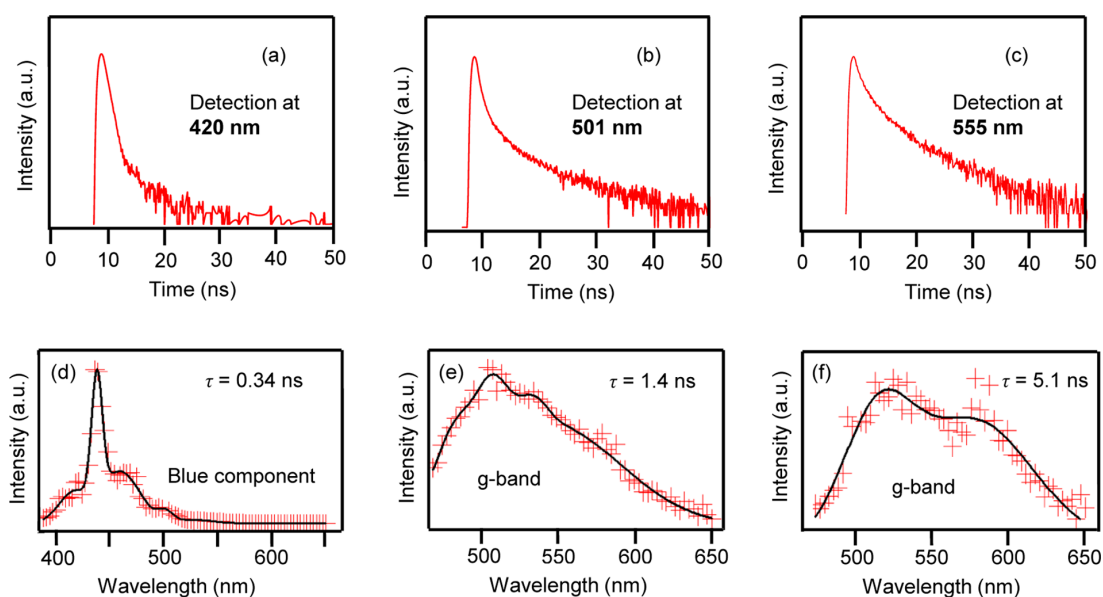 (a)
Detection at
420 nm
Intensity (a.u.)
0 10 20 30 40 50
Time (ns)
(b)
Detection at
501 nm
Intensity (a.u.)
0 10 20 30 40 50
Time (ns)
(c)
Detection at
555 nm
Intensity (a.u.)
0 10 20 30 40 50
Time (ns)
(d)
τ = 0.34 ns
Blue component
Intensity (a.u.)
400 500 600
Wavelength (nm)
(e)
τ = 1.4 ns
g-band
Intensity (a.u.)
500 550 600 650
Wavelength (nm)
(f)
τ = 5.1 ns
g-band
Intensity (a.u.)
500 550 600 650
Wavelength (nm)